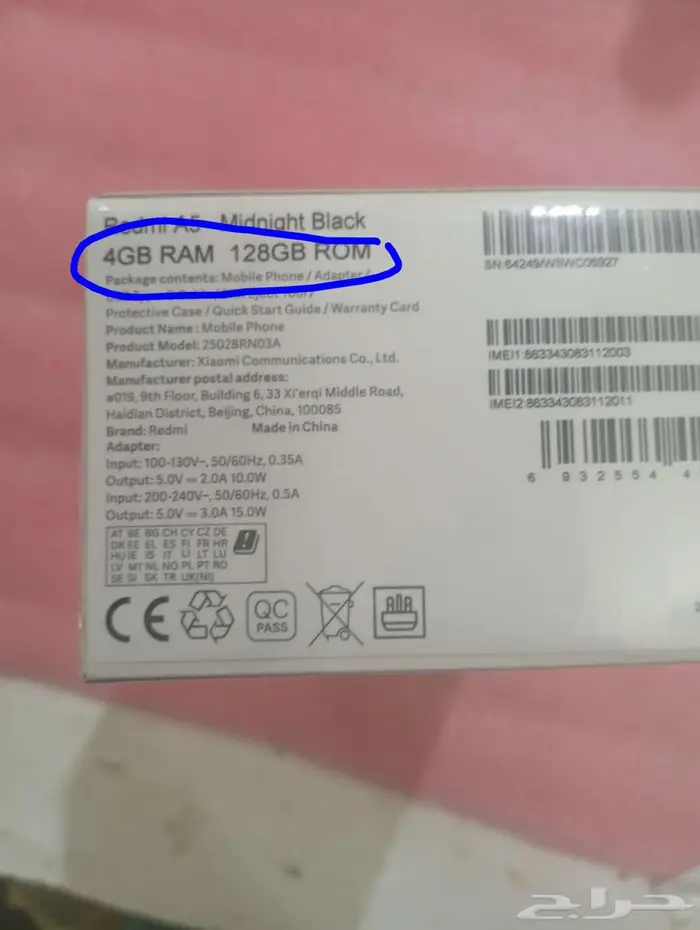 Redmi A5 Midnight Black
4GB RAM 128GB ROM
Package contents: Mobile Phone / Adapter /
Protective Case / Quick Start Guide / Warranty Card
Product Name: Mobile Phone
Product Model: 25028RN03A
Manufacturer: Xiaomi Communications Co., Ltd.
Manufacturer postal address:
#019, 9th Floor, Building 6, 33 Xi'erqi Middle Road,
Haidian District, Beijing, China, 100085
Brand: Redmi Made in China
Adapter:
Input: 100-130V~, 50/60Hz, 0.35A
Output: 5.0V⎓2.0A 10.0W
Input: 200-240V~, 50/60Hz, 0.5A
Output: 5.0V⎓3.0A 15.0W
AT BE BG CH CY CZ DE
DK EE EL ES FI FR HR
HU IE IS IT LI LT LU
LV MT NL NO PL PT RO
SE SI SK TR UK(NI)
CE
QC
PASS
IMEI1:863343083112003
IMEI2:863343083112011
6 932554 4
حراج